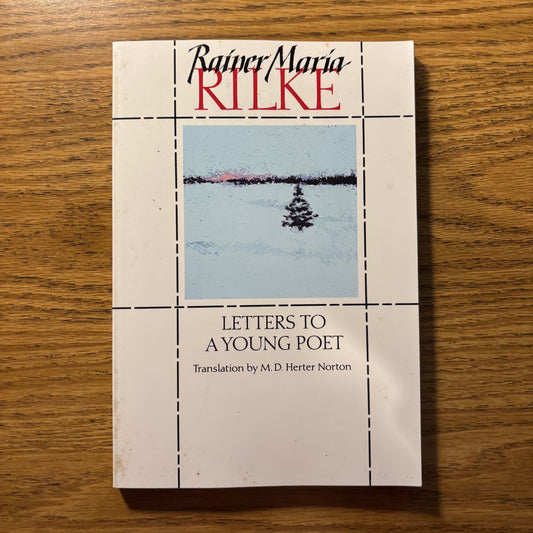 Rainer Maria
RILKE
LETTERS TO
A YOUNG POET
Translation by M. D. Herter Norton